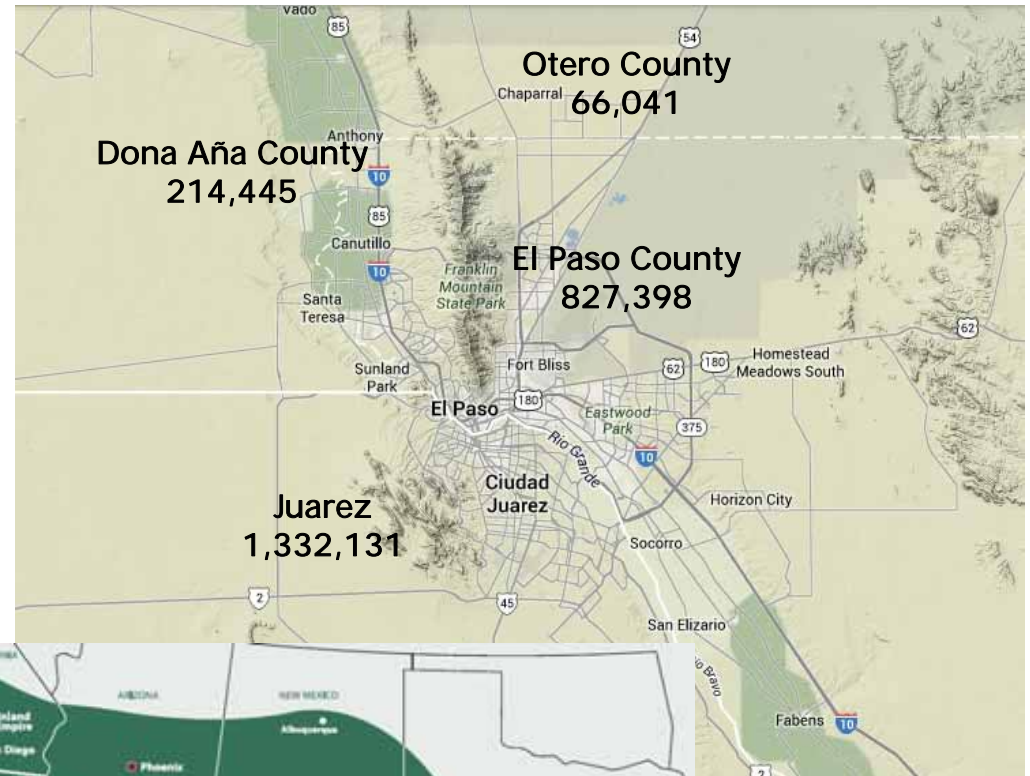 Vado
85
54
Otero County
66,041
Chaparral
Anthony
Dona Aña County
214,445
10
85
Canutillo
10
Franklin
Mountain
State Park
El Paso County
827,398
Santa
Teresa
62
Sunland
Park
Fort Bliss
62
180
Homestead
Meadows South
El Paso
180
Eastwood
Park
375
Rio Grande
10
Ciudad
Juarez
Juarez
1,332,131
Horizon City
Socorro
2
45
San Elizario
Bravo
Fabens
10
2
ARIZONA
NEW MEXICO
Albuquerque
Inland
Empire
Diego
Phoenix